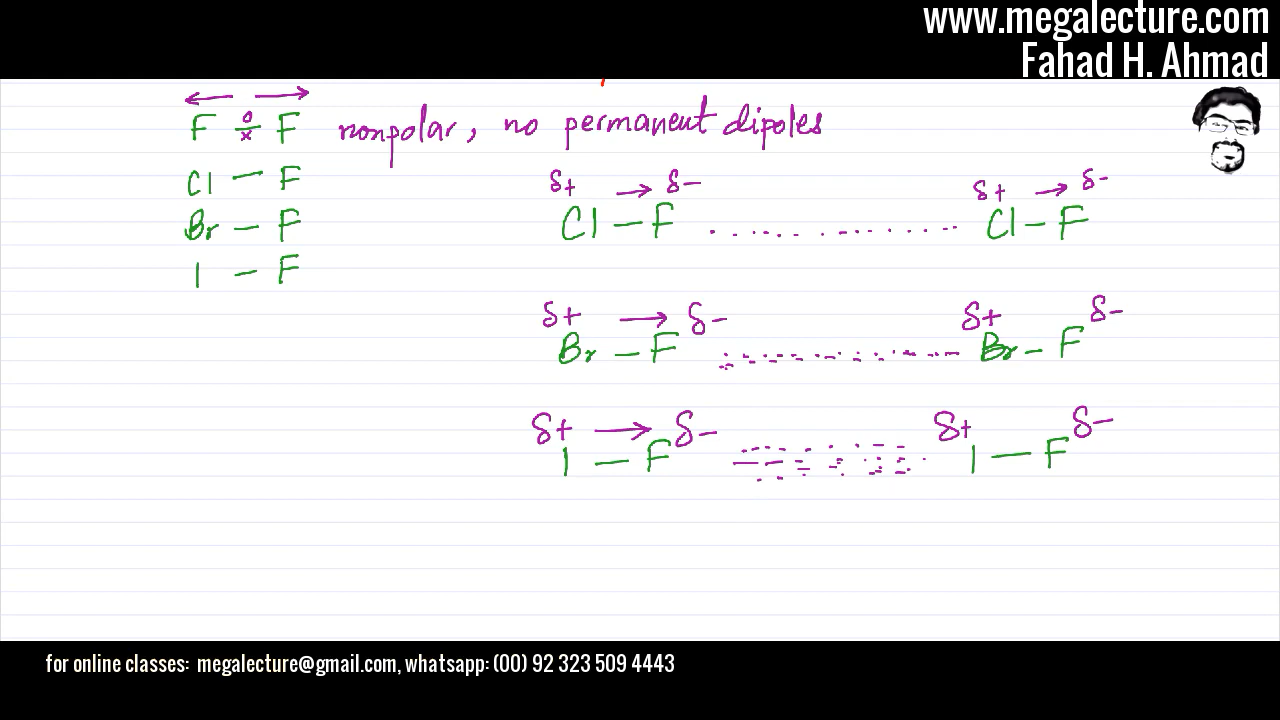 www.megalecture.com
Fahad H. Ahmad
F o/x F nonpolar, no permanent dipoles
Cl — F
Br — F
I — F
δ+ → δ- δ+ → δ-
Cl — F ............... Cl — F
δ+ → δ- δ+ δ-
Br — F ............... Br — F
δ+ → δ- δ+ δ-
I — F ............... I — F
for online classes: megalecture@gmail.com, whatsapp: (00) 92 323 509 4443